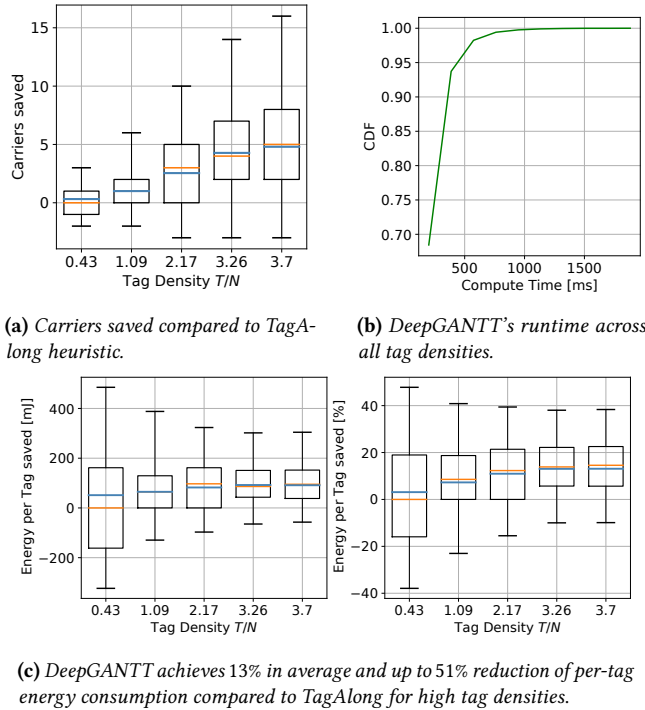 15
10
5
0
Carriers saved
0.43 1.09 2.17 3.26 3.7
Tag Density T/N
1.00
0.95
0.90
0.85
0.80
0.75
0.70
CDF
500 1000 1500
Compute Time [ms]
(a) Carriers saved compared to TagA-
long heuristic.
(b) DeepGANTT's runtime across
all tag densities.
400
200
0
−200
Energy per Tag saved [mJ]
0.43 1.09 2.17 3.26 3.7
Tag Density T/N
40
20
0
−20
−40
Energy per Tag saved [%]
0.43 1.09 2.17 3.26 3.7
Tag Density T/N
(c) DeepGANTT achieves 13% in average and up to 51% reduction of per-tag
energy consumption compared to TagAlong for high tag densities.